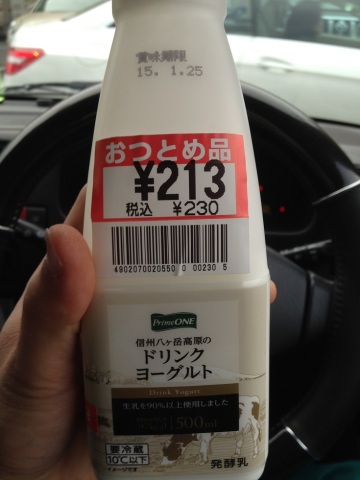 賞味期限
15. 1.25
おつとめ品
¥213
税込 ¥230
4902070020550 0 00230 5
PrimeONE
信州八ヶ岳高原の
ドリンク
ヨーグルト
Drink Yogurt
生乳を90%以上使用しました
500ml
要冷蔵
10℃以下
発酵乳